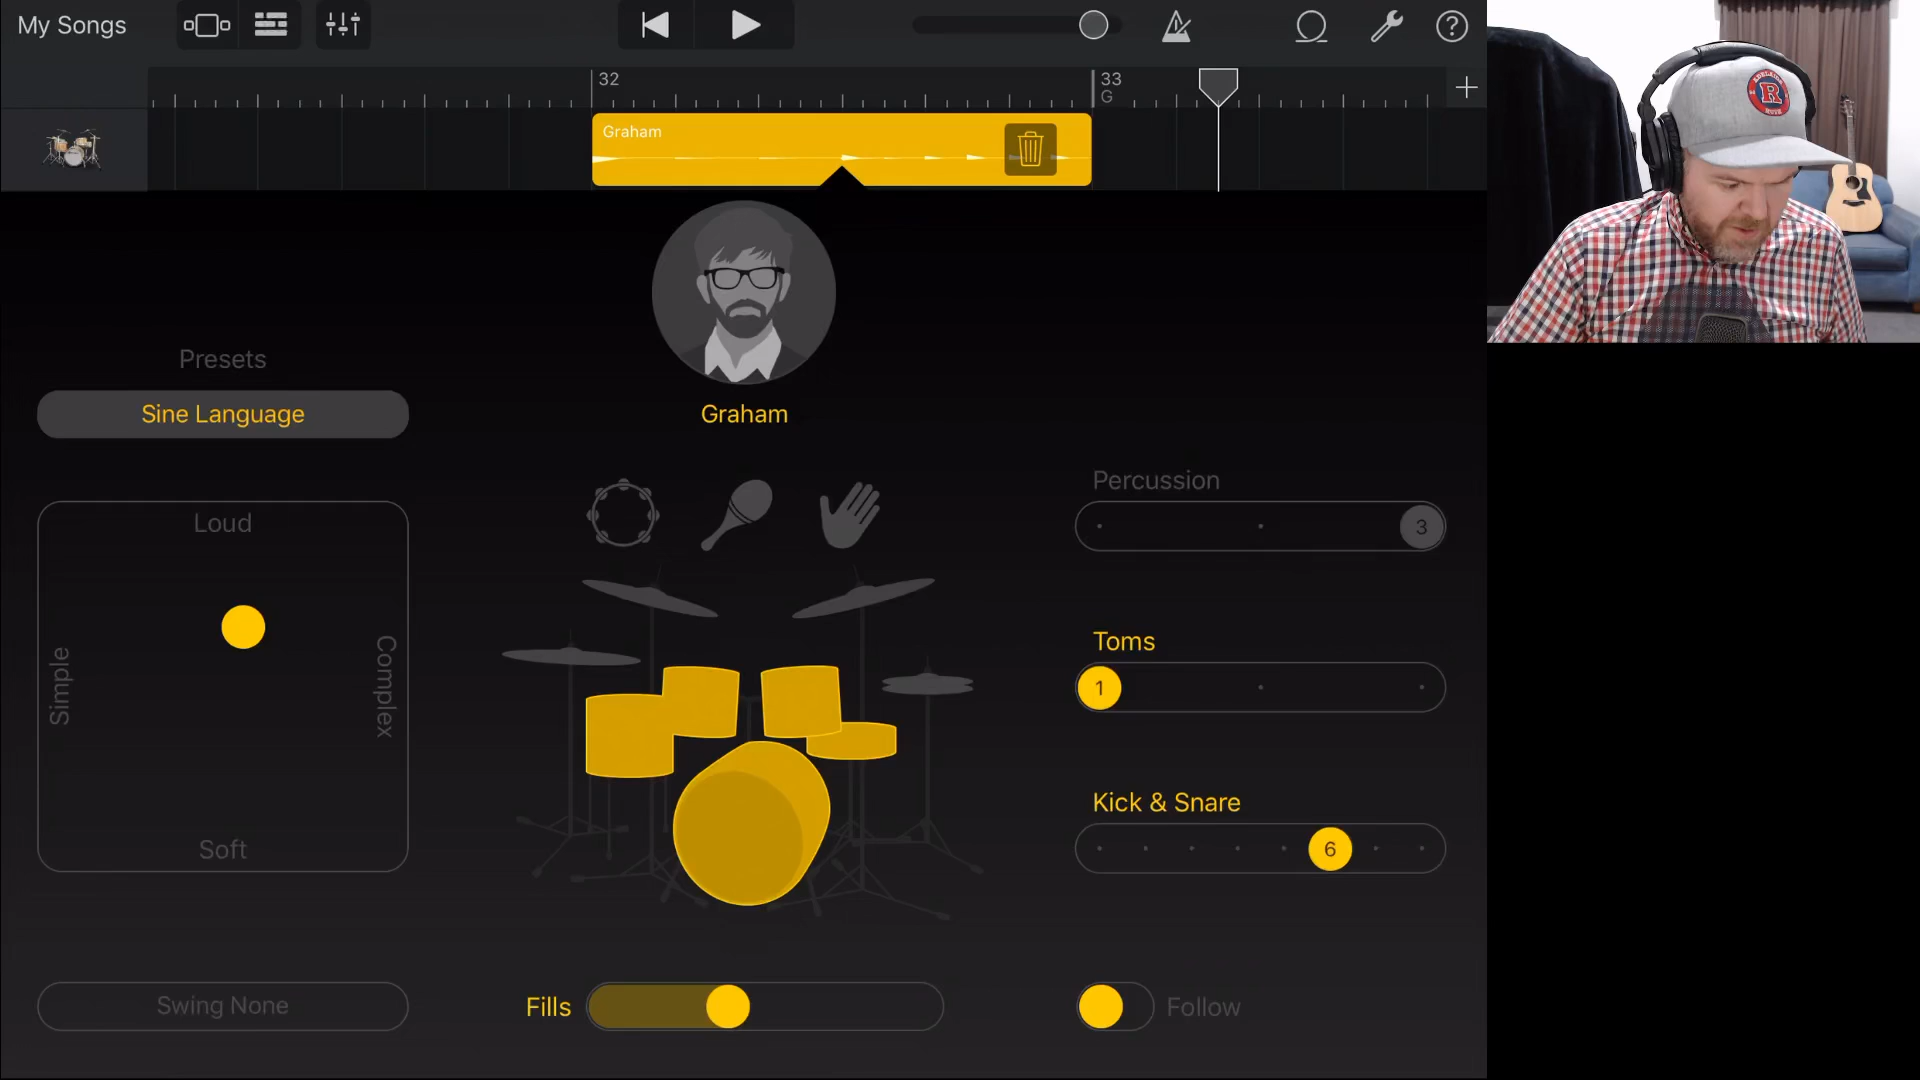 My Songs
32
33
G
Graham
Presets
Sine Language
Graham
Percussion
3
Loud
Simple
Complex
Soft
Toms
1
Kick & Snare
6
Swing None
Fills
Follow
R